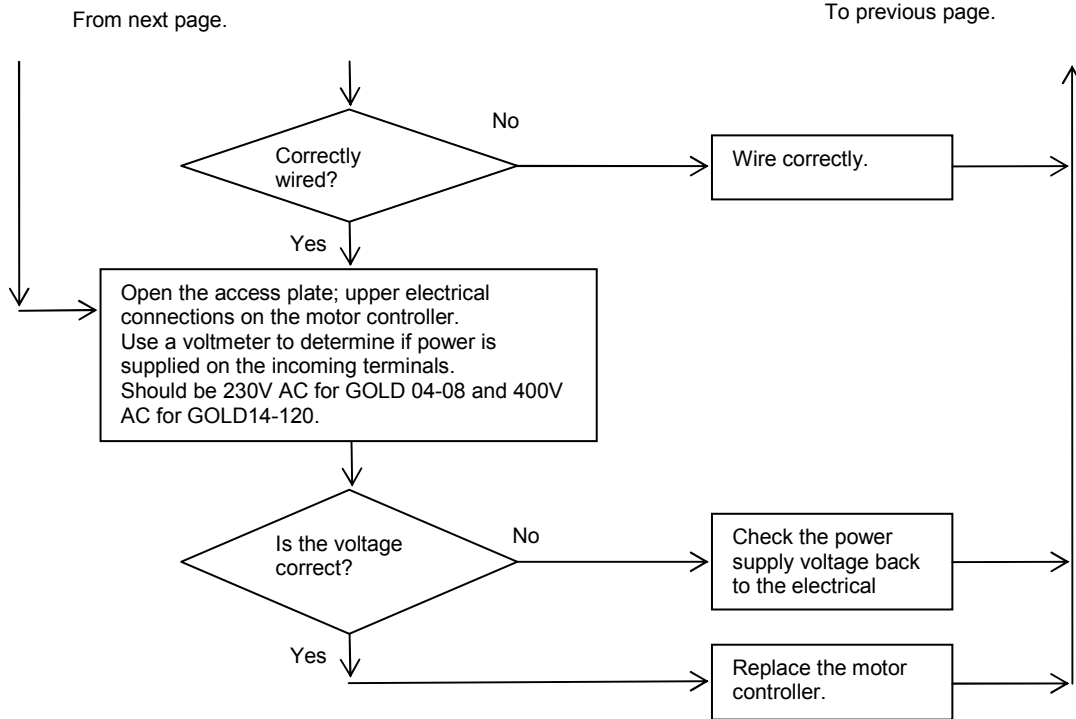 From next page.
To previous page.
No
Correctly
wired?
Wire correctly.
Yes
Open the access plate; upper electrical
connections on the motor controller.
Use a voltmeter to determine if power is
supplied on the incoming terminals.
Should be 230V AC for GOLD 04-08 and 400V
AC for GOLD14-120.
Is the voltage
correct?
No
Check the power
supply voltage back
to the electrical
Yes
Replace the motor
controller.